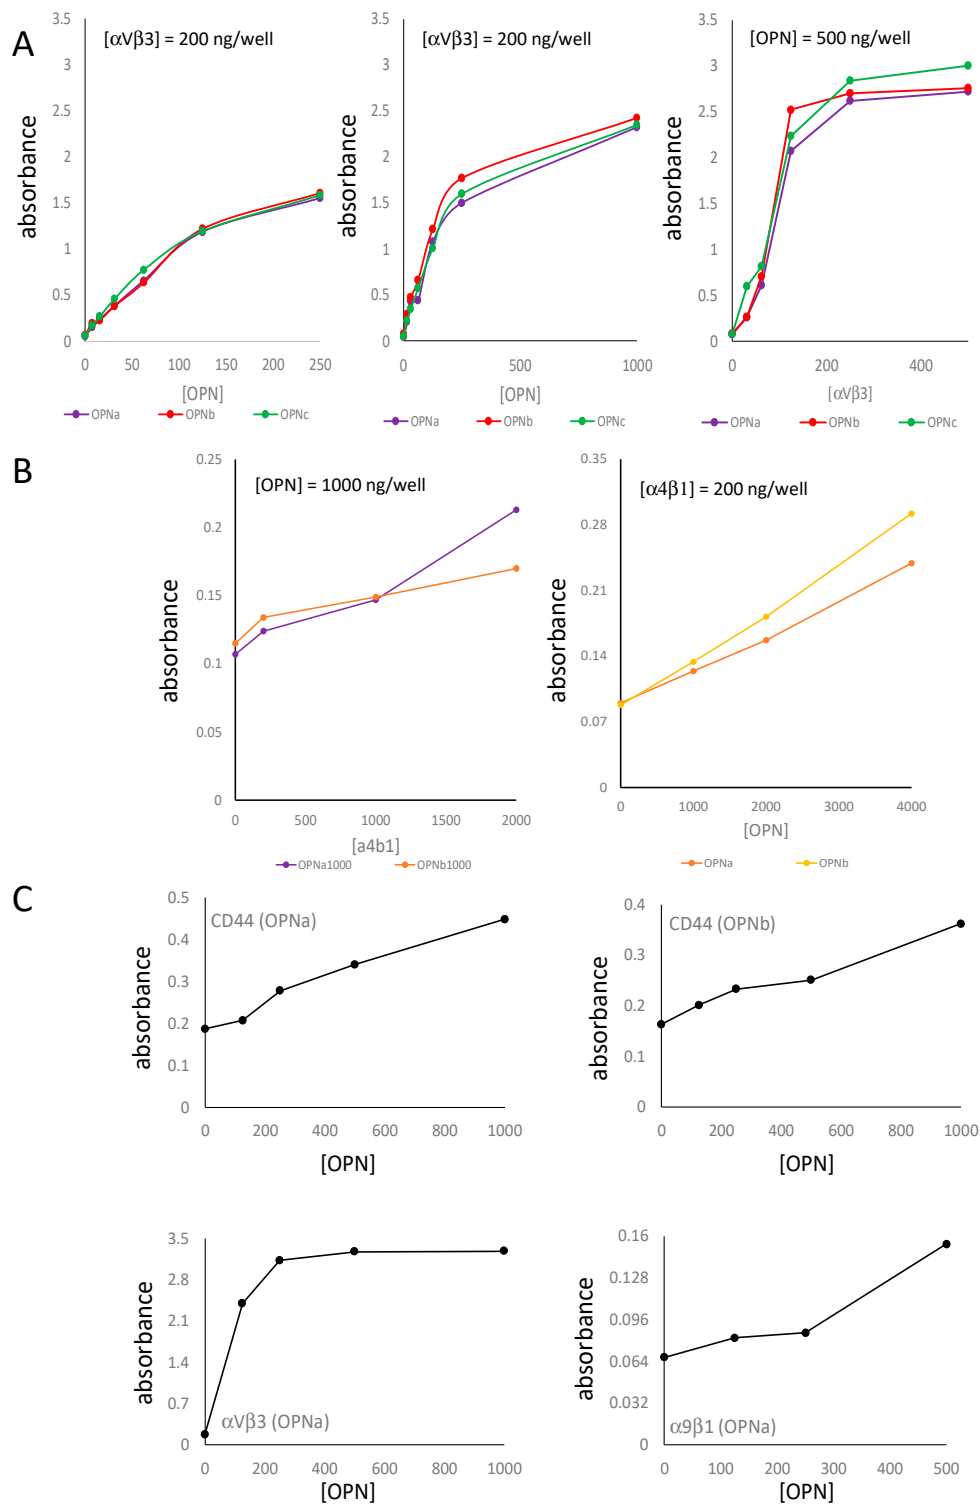 A
[αVβ3] = 200 ng/well
absorbance
3.5
3
2.5
2
1.5
1
0.5
0
0 50 100 150 200 250
[OPN]
OPNa OPNb OPNc
[αVβ3] = 200 ng/well
absorbance
3.5
3
2.5
2
1.5
1
0.5
0
0 500 1000
[OPN]
OPNa OPNb OPNc
[OPN] = 500 ng/well
absorbance
3.5
3
2.5
2
1.5
1
0.5
0
0 200 400
[αVβ3]
OPNa OPNb OPNc
B
[OPN] = 1000 ng/well
absorbance
0.25
0.2
0.15
0.1
0.05
0
0 500 1000 1500 2000
[a4b1]
OPNa1000 OPNb1000
[α4β1] = 200 ng/well
absorbance
0.35
0.28
0.21
0.14
0.07
0
0 1000 2000 3000 4000
[OPN]
OPNa OPNb
C
CD44 (OPNa)
absorbance
0.5
0.4
0.3
0.2
0.1
0
0 200 400 600 800 1000
[OPN]
CD44 (OPNb)
absorbance
0.4
0.3
0.2
0.1
0
0 200 400 600 800 1000
[OPN]
absorbance
3.5
2.8
2.1
1.4
0.7
0
αVβ3 (OPNa)
0 200 400 600 800 1000
[OPN]
absorbance
0.16
0.128
0.096
0.064
0.032
0
α9β1 (OPNa)
0 100 200 300 400 500
[OPN]